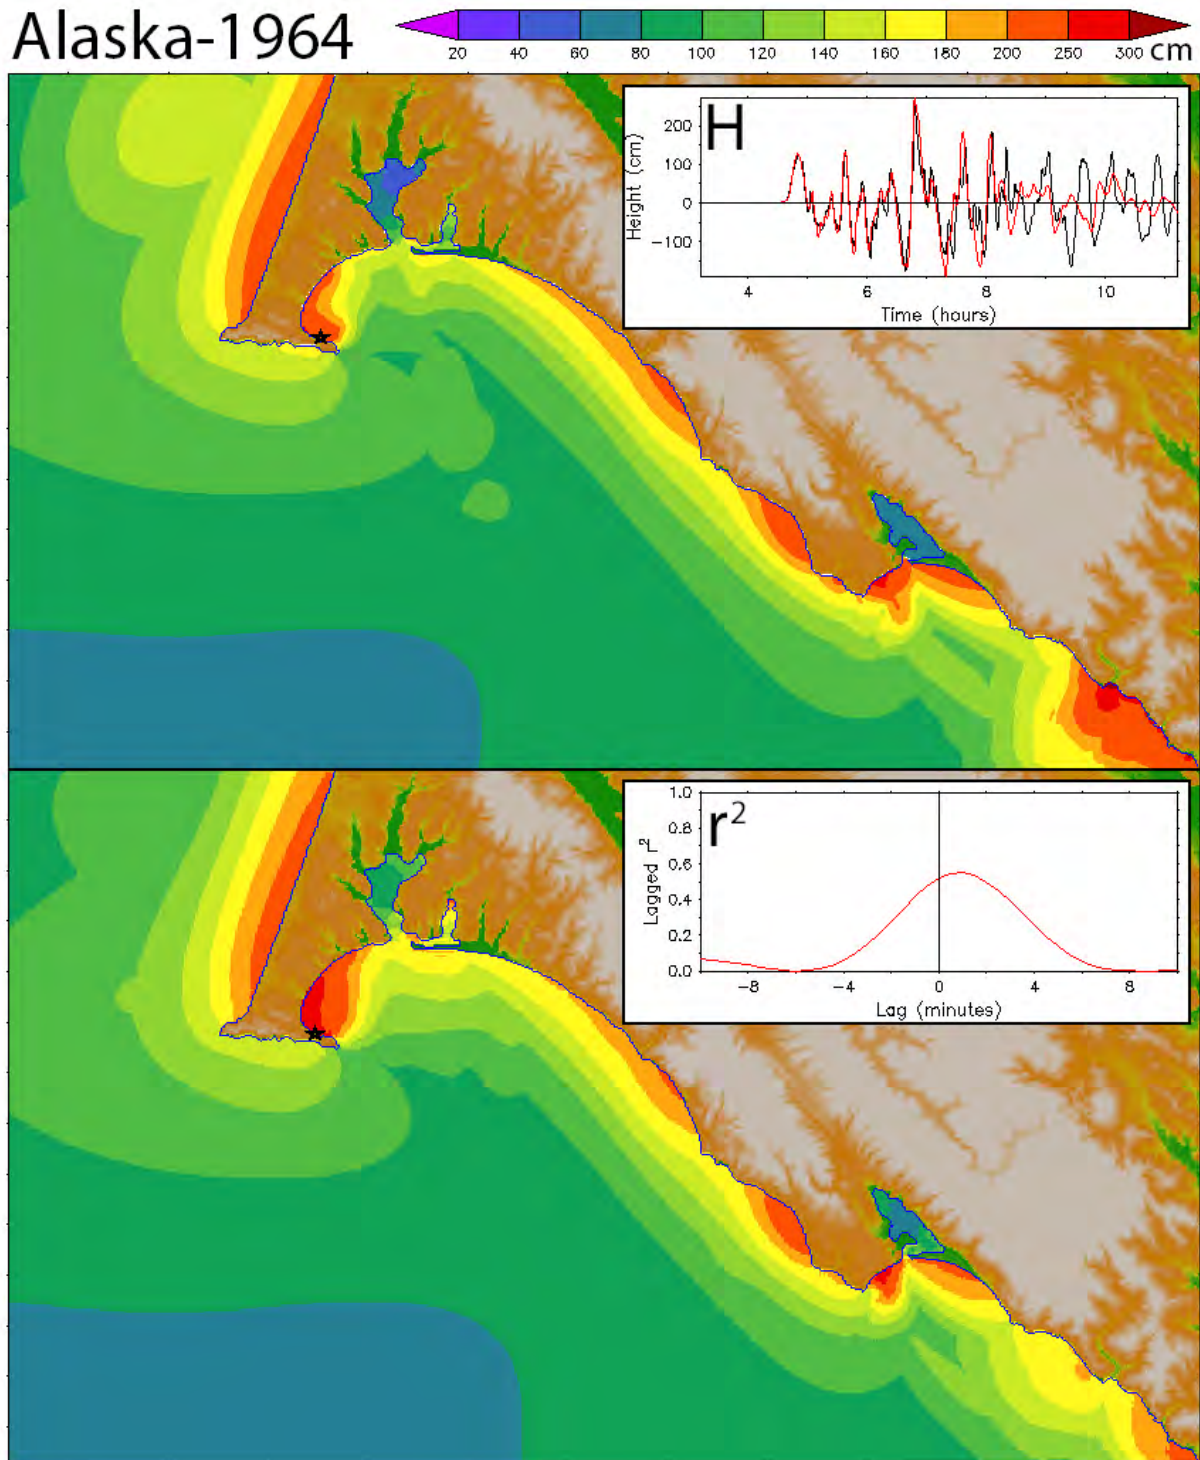 Alaska-1964
20 40 60 80 100 120 140 160 180 200 250 300 cm
H
Height (cm)
200
100
0
-100
4 6 8 10
Time (hours)
r²
Lagged r²
1.0
0.8
0.6
0.4
0.2
0.0
-8 -4 0 4 8
Lag (minutes)